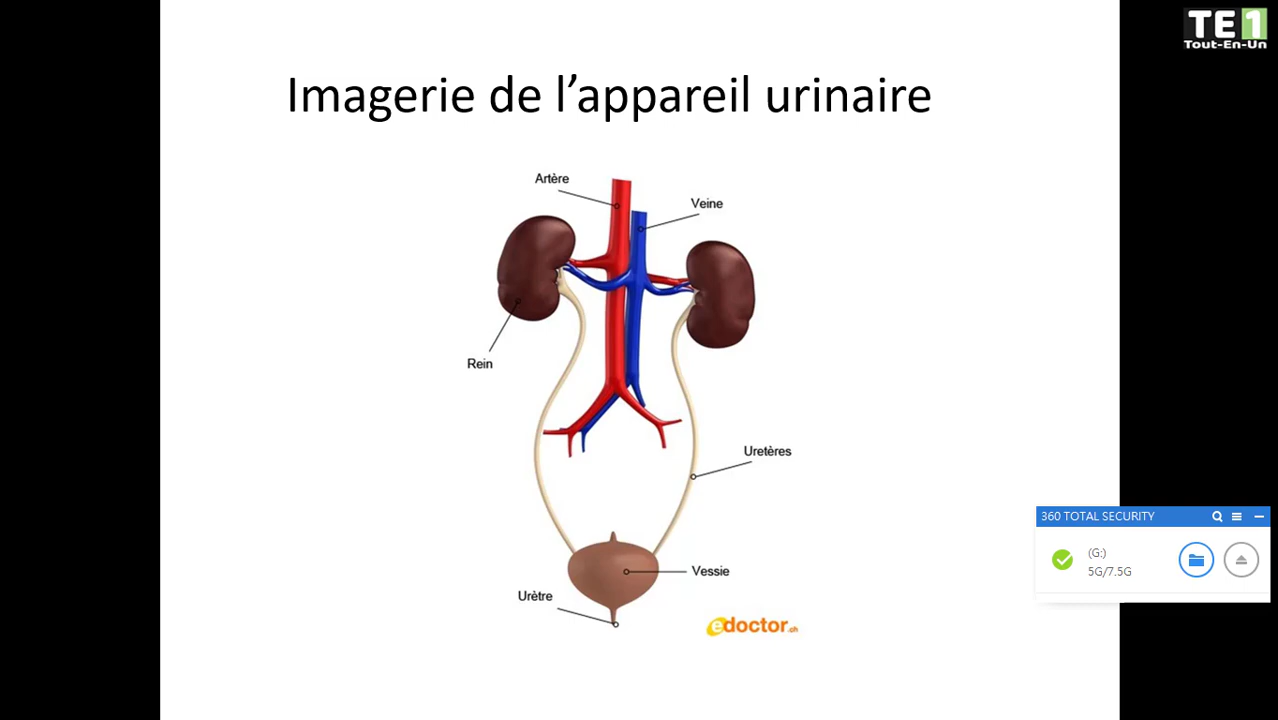 TE1
Tout-En-Un
Imagerie de l’appareil urinaire
Artère
Veine
Rein
Uretères
Vessie
Urètre
edoctor.ch
360 TOTAL SECURITY
(G:)
5G/7.5G